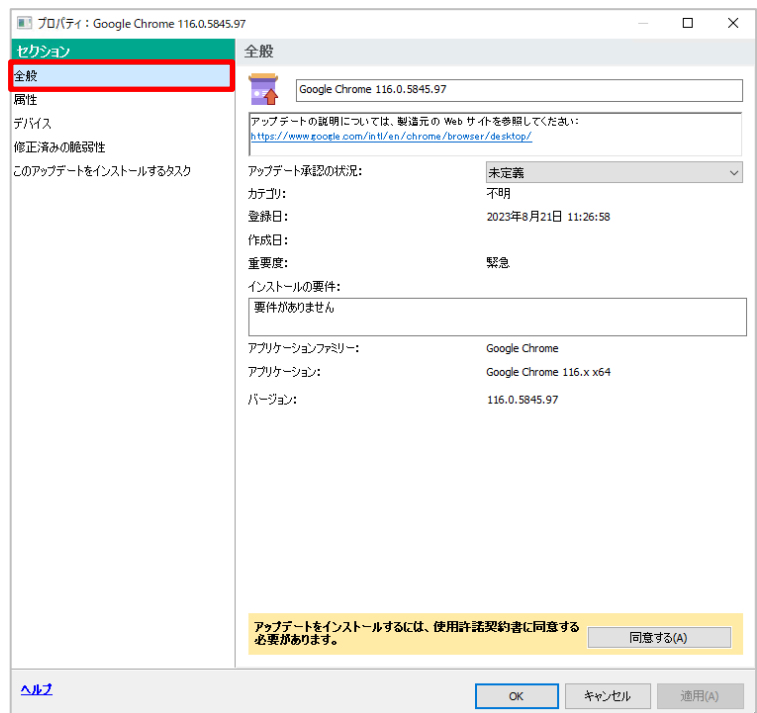 プロパティ：Google Chrome 116.0.5845.97
セクション
全般
属性
デバイス
修正済みの脆弱性
このアップデートをインストールするタスク
全般
Google Chrome 116.0.5845.97
アップデートの説明については、製造元の Web サイトを参照してください:
https://www.google.com/intl/en/chrome/browser/desktop/
アップデート承認の状況: 未定義
カテゴリ: 不明
登録日: 2023年8月21日 11:26:58
作成日:
重要度: 緊急
インストールの要件:
要件がありません
アプリケーションファミリー: Google Chrome
アプリケーション: Google Chrome 116.x x64
バージョン: 116.0.5845.97
アップデートをインストールするには、使用許諾契約書に同意する
必要があります。
同意する(A)
ヘルプ
OK キャンセル 適用(A)